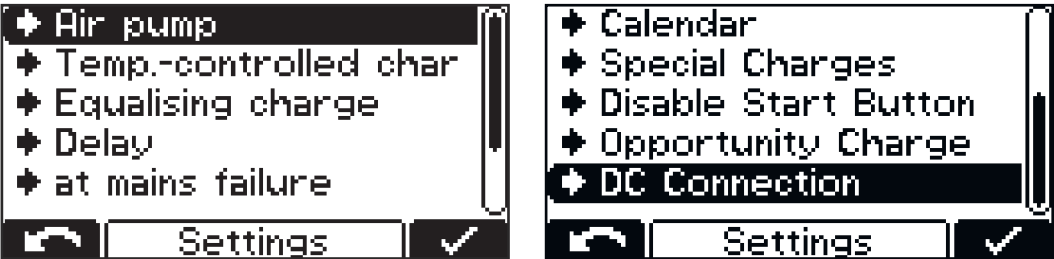 Air pump
Temp.-controlled char
Equalising charge
Delay
at mains failure
Settings
Calendar
Special Charges
Disable Start Button
Opportunity Charge
DC Connection
Settings